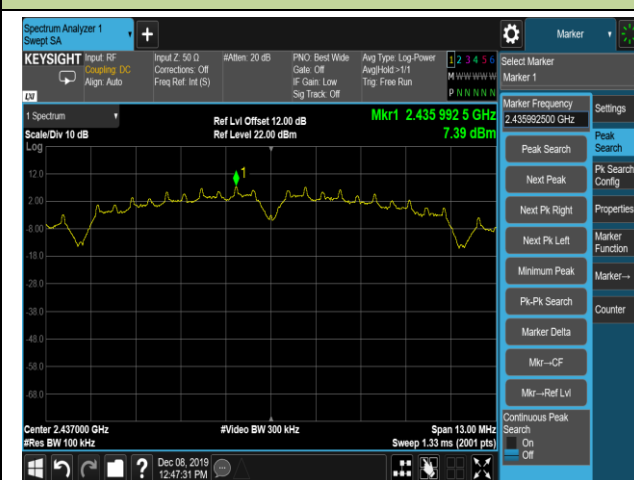 Spectrum Analyzer 1
Swept SA
Marker
KEYSIGHT
Input: RF
Coupling: DC
Align: Auto
Input Z: 50 Ω
Corrections: Off
Freq Ref: Int (S)
#Atten: 20 dB
PNO: Best Wide
Gate: Off
IF Gain: Low
Sig Track: Off
Avg Type: Log-Power
Avg|Hold:>1/1
Trig: Free Run
1 2 3 4 5 6
M W W W W W
P N N N N N
LXI
Select Marker
Marker 1
1 Spectrum
Scale/Div 10 dB
Log
Ref Lvl Offset 12.00 dB
Ref Level 22.00 dBm
Mkr1 2.435 992 5 GHz
7.39 dBm
12.0
2.00
-8.00
-18.0
-28.0
-38.0
-48.0
-58.0
-68.0
1
Center 2.437000 GHz
#Res BW 100 kHz
#Video BW 300 kHz
Span 13.00 MHz
Sweep 1.33 ms (2001 pts)
Marker Frequency
2.435992500 GHz
Peak Search
Next Peak
Next Pk Right
Next Pk Left
Minimum Peak
Pk-Pk Search
Marker Delta
Mkr→CF
Mkr→Ref Lvl
Continuous Peak
Search
On
Off
Settings
Peak
Search
Pk Search
Config
Properties
Marker
Function
Marker→
Counter
?
Dec 08, 2019
12:47:31 PM